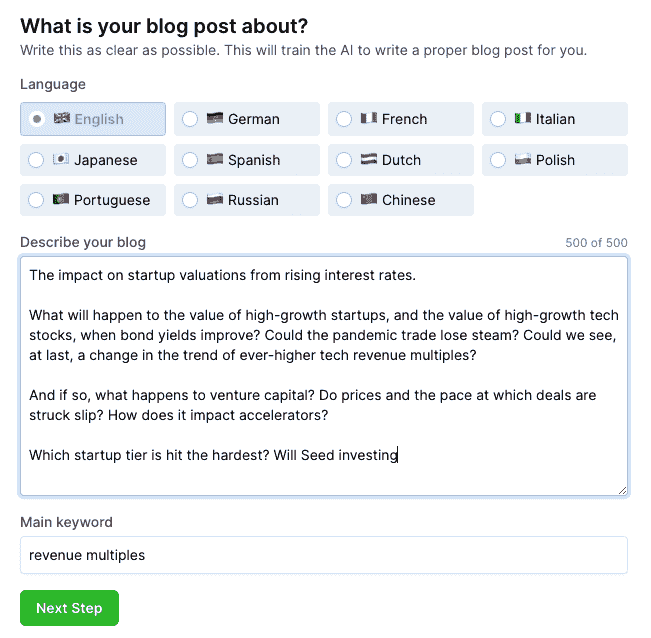 What is your blog post about?
Write this as clear as possible. This will train the AI to write a proper blog post for you.
Language
English
German
French
Italian
Japanese
Spanish
Dutch
Polish
Portuguese
Russian
Chinese
Describe your blog
500 of 500
The impact on startup valuations from rising interest rates.
What will happen to the value of high-growth startups, and the value of high-growth tech
stocks, when bond yields improve? Could the pandemic trade lose steam? Could we see,
at last, a change in the trend of ever-higher tech revenue multiples?
And if so, what happens to venture capital? Do prices and the pace at which deals are
struck slip? How does it impact accelerators?
Which startup tier is hit the hardest? Will Seed investing
Main keyword
revenue multiples
Next Step